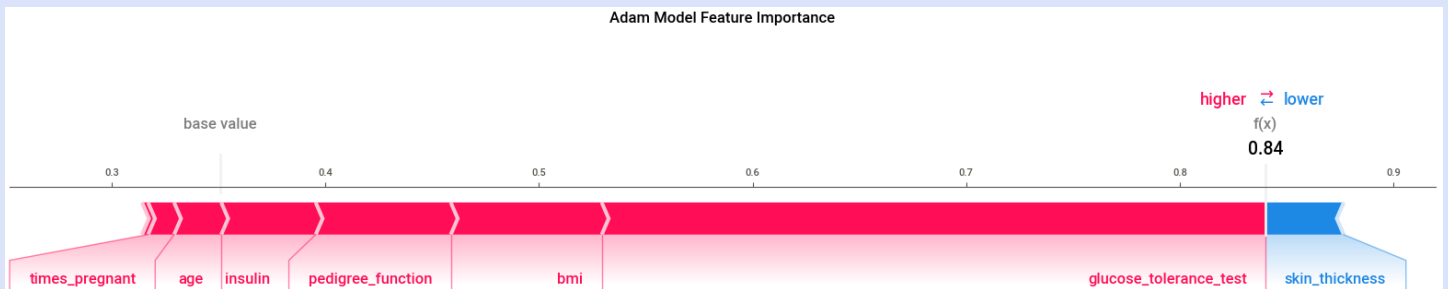 Adam Model Feature Importance
higher ⇄ lower
base value
f(x)
0.84
0.3 0.4 0.5 0.6 0.7 0.8 0.9
times_pregnant age insulin pedigree_function bmi glucose_tolerance_test skin_thickness